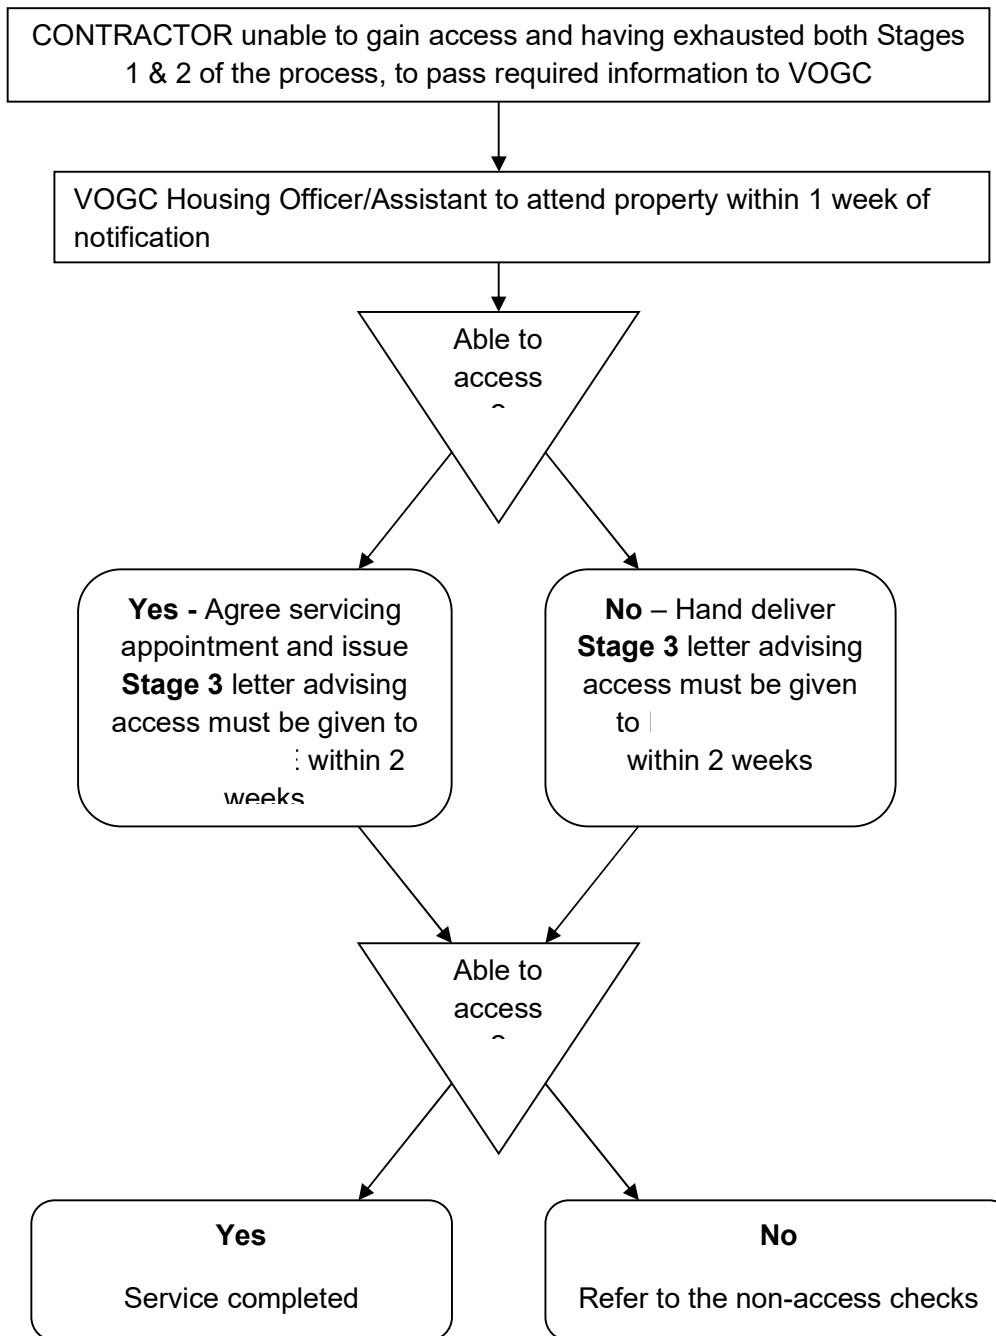 CONTRACTOR unable to gain access and having exhausted both Stages
1 & 2 of the process, to pass required information to VOGC
VOGC Housing Officer/Assistant to attend property within 1 week of
notification
Able to
access
Yes - Agree servicing
appointment and issue
Stage 3 letter advising
access must be given to
within 2
weeks
No – Hand deliver
Stage 3 letter advising
access must be given
to
within 2 weeks
Able to
access
Yes
Service completed
No
Refer to the non-access checks